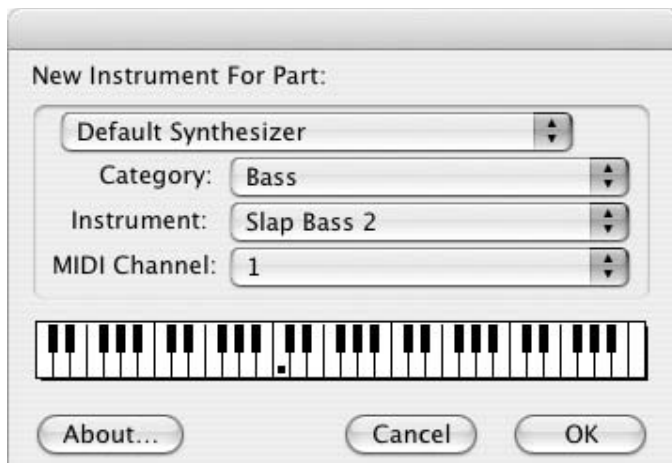 New Instrument For Part:
Default Synthesizer
Category: Bass
Instrument: Slap Bass 2
MIDI Channel: 1
About... Cancel OK